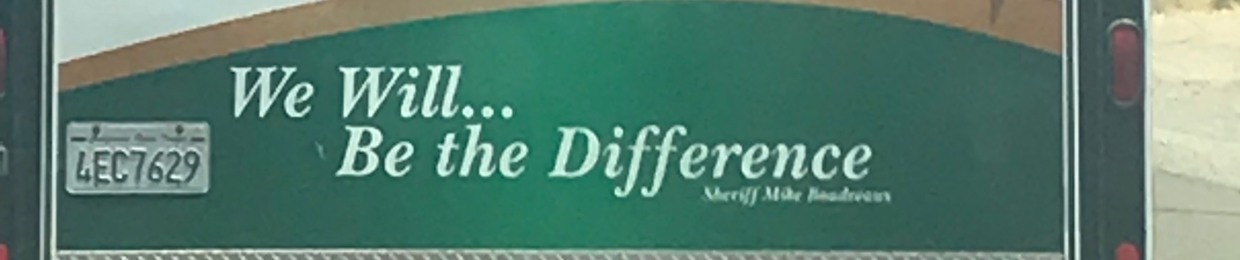 We Will...
Be the Difference
Sheriff Mike Boudreaux
4EC7629